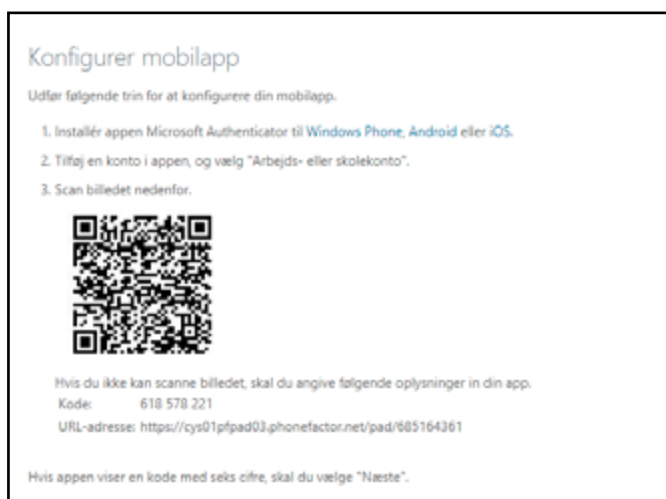 Konfigurer mobilapp
Udfør følgende trin for at konfigurere din mobilapp.
1. Installér appen Microsoft Authenticator til Windows Phone, Android eller iOS.
2. Tilføj en konto i appen, og vælg "Arbejds- eller skolekonto".
3. Scan billedet nedenfor.
Hvis du ikke kan scanne billedet, skal du angive følgende oplysninger in din app.
Kode: 618 578 221
URL-adresse: https://cys01pfpad03.phonefactor.net/pad/685164361
Hvis appen viser en kode med seks cifre, skal du vælge "Næste".